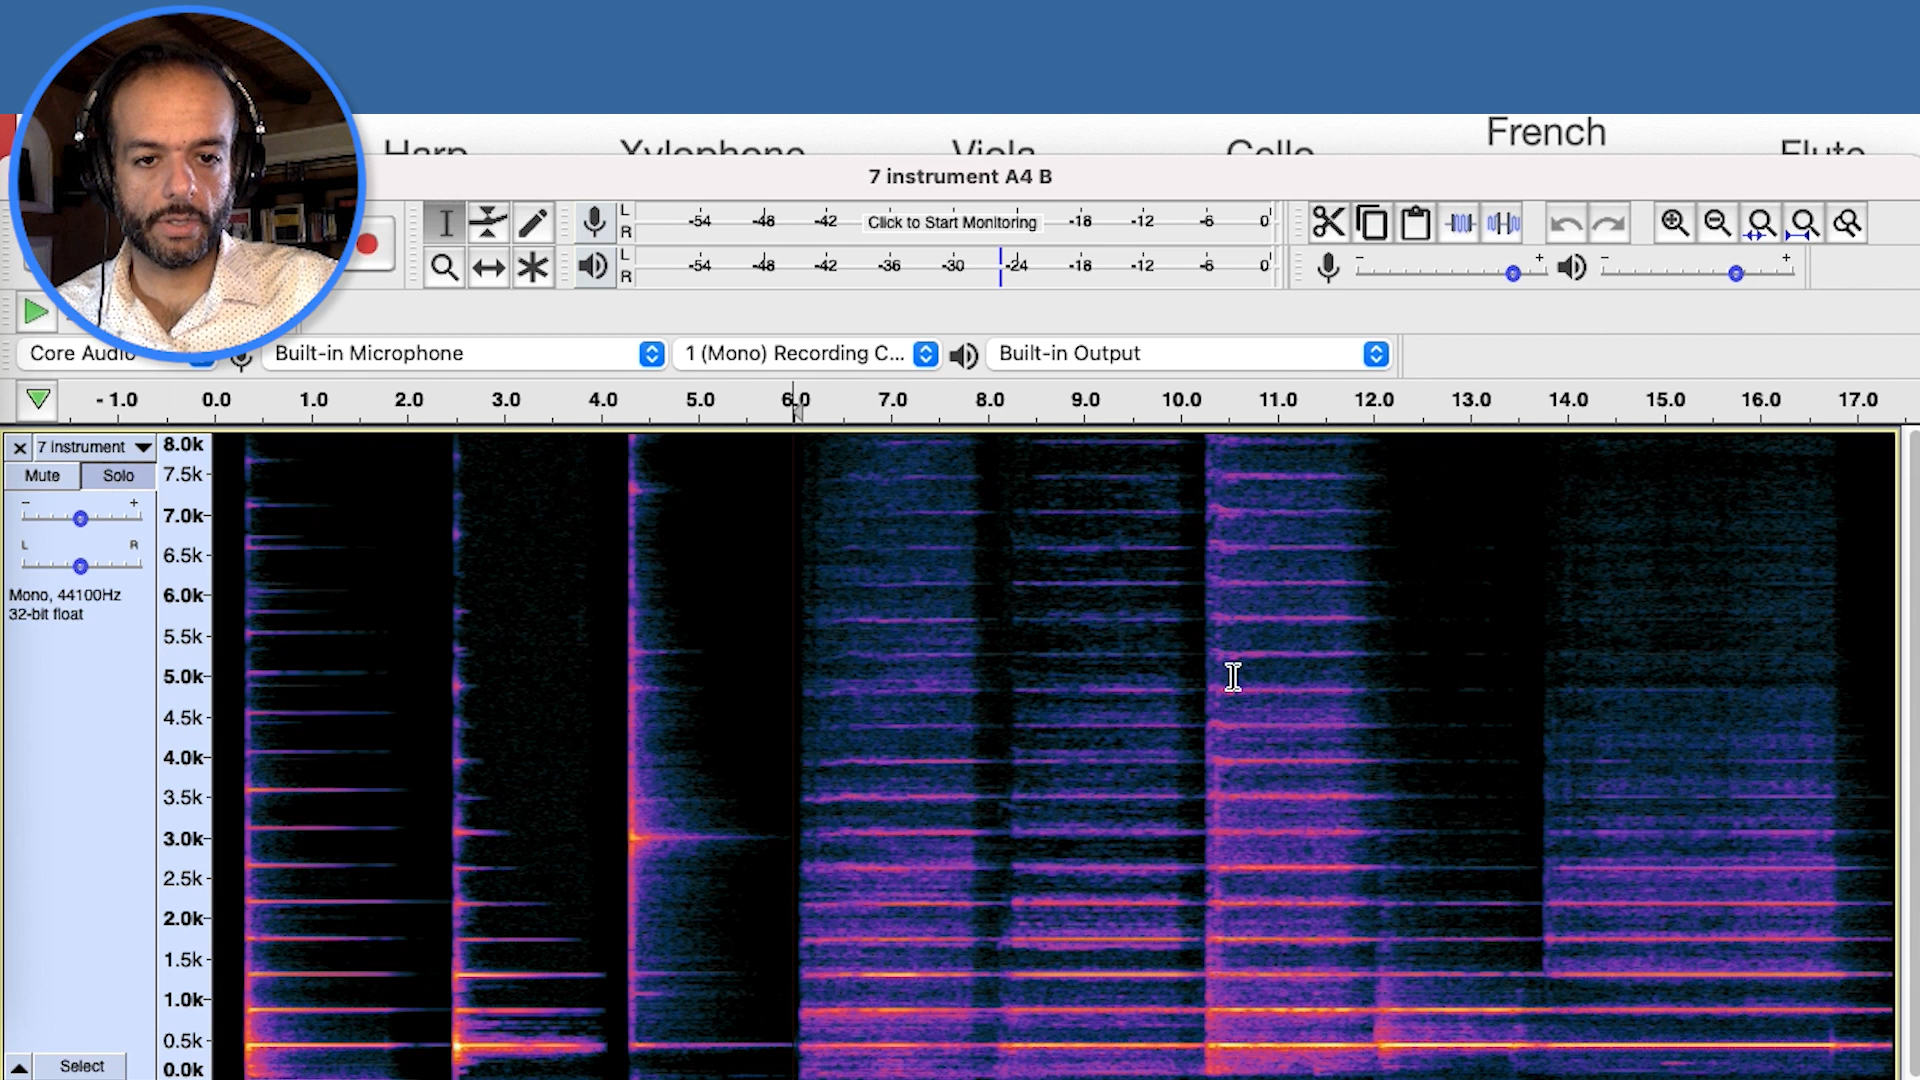 Harp Xylophone Viola Cello French Flute
7 instrument A4 B
L
R
-54 -48 -42 Click to Start Monitoring -18 -12 -6 0
L
R
-54 -48 -42 -36 -30 -24 -18 -12 -6 0
- +
- +
Core Audio Built-in Microphone 1 (Mono) Recording C... Built-in Output
- 1.0 0.0 1.0 2.0 3.0 4.0 5.0 6.0 7.0 8.0 9.0 10.0 11.0 12.0 13.0 14.0 15.0 16.0 17.0
7 instrument
Mute Solo
- +
L R
Mono, 44100Hz
32-bit float
Select
8.0k
7.5k
7.0k
6.5k
6.0k
5.5k
5.0k
4.5k
4.0k
3.5k
3.0k
2.5k
2.0k
1.5k
1.0k
0.5k
0.0k